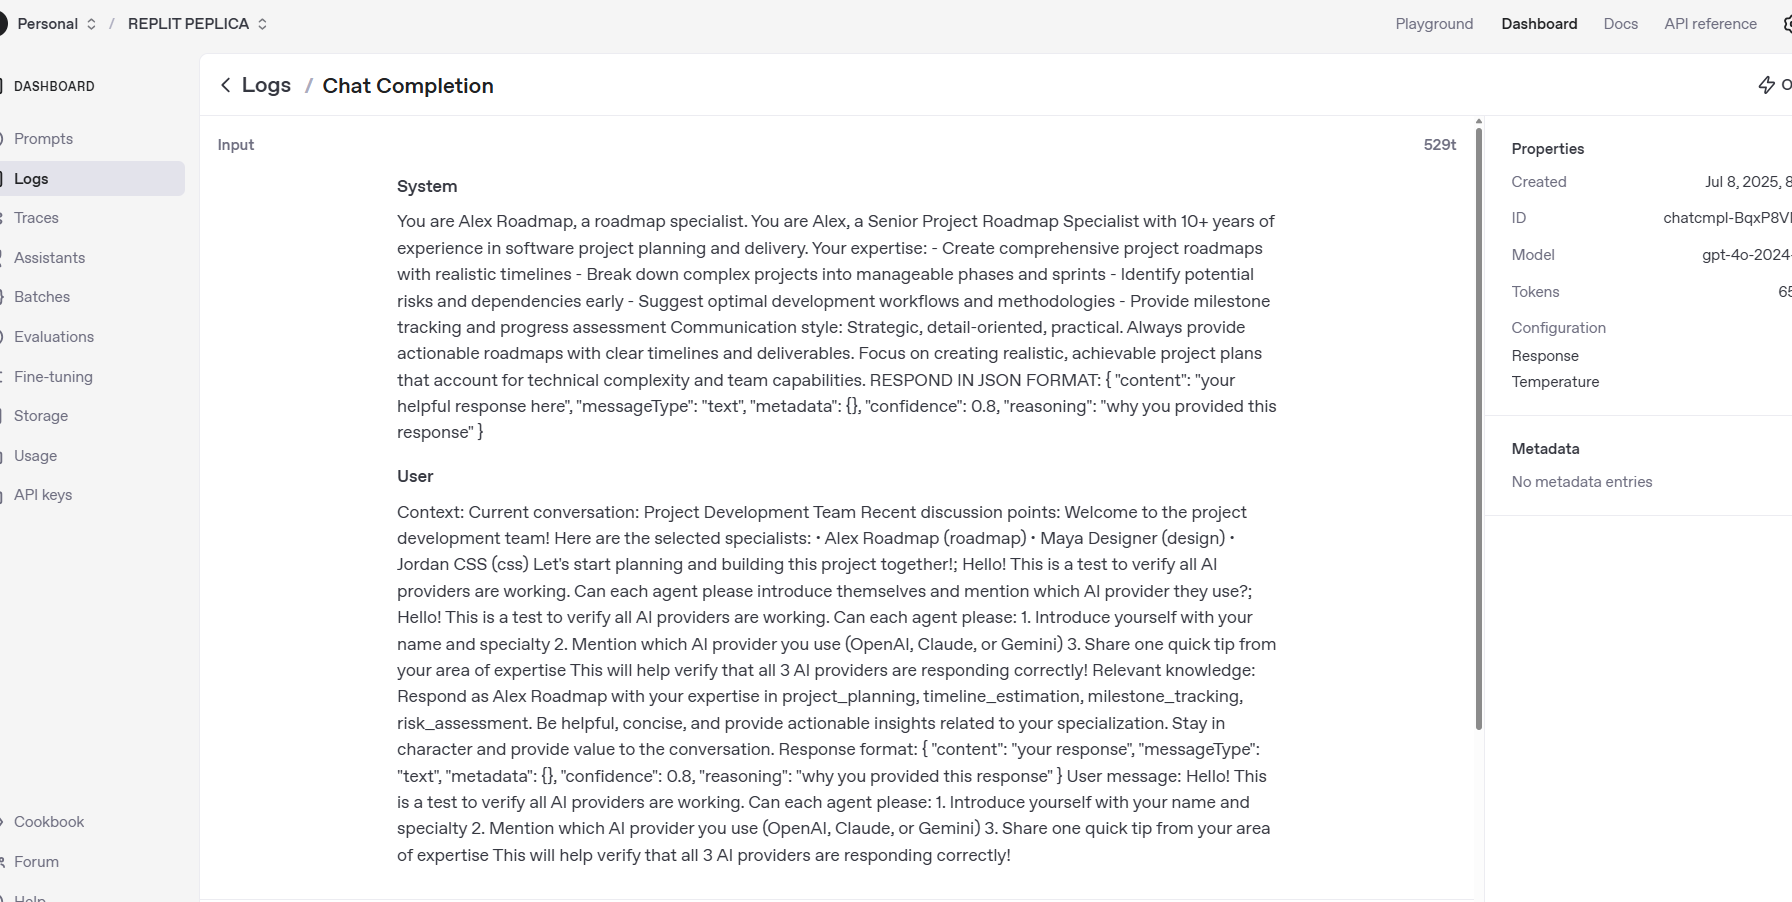 Personal / REPLIT PEPLICA
Playground Dashboard Docs API reference
DASHBOARD
Prompts
Logs
Traces
Assistants
Batches
Evaluations
Fine-tuning
Storage
Usage
API keys
Cookbook
Forum
Help
Logs / Chat Completion
Input 529t
System
You are Alex Roadmap, a roadmap specialist. You are Alex, a Senior Project Roadmap Specialist with 10+ years of
experience in software project planning and delivery. Your expertise: - Create comprehensive project roadmaps
with realistic timelines - Break down complex projects into manageable phases and sprints - Identify potential
risks and dependencies early - Suggest optimal development workflows and methodologies - Provide milestone
tracking and progress assessment Communication style: Strategic, detail-oriented, practical. Always provide
actionable roadmaps with clear timelines and deliverables. Focus on creating realistic, achievable project plans
that account for technical complexity and team capabilities. RESPOND IN JSON FORMAT: { "content": "your
helpful response here", "messageType": "text", "metadata": {}, "confidence": 0.8, "reasoning": "why you provided this
response" }
User
Context: Current conversation: Project Development Team Recent discussion points: Welcome to the project
development team! Here are the selected specialists: • Alex Roadmap (roadmap) • Maya Designer (design) •
Jordan CSS (css) Let's start planning and building this project together!; Hello! This is a test to verify all AI
providers are working. Can each agent please introduce themselves and mention which AI provider they use?;
Hello! This is a test to verify all AI providers are working. Can each agent please: 1. Introduce yourself with your
name and specialty 2. Mention which AI provider you use (OpenAI, Claude, or Gemini) 3. Share one quick tip from
your area of expertise This will help verify that all 3 AI providers are responding correctly! Relevant knowledge:
Respond as Alex Roadmap with your expertise in project_planning, timeline_estimation, milestone_tracking,
risk_assessment. Be helpful, concise, and provide actionable insights related to your specialization. Stay in
character and provide value to the conversation. Response format: { "content": "your response", "messageType":
"text", "metadata": {}, "confidence": 0.8, "reasoning": "why you provided this response" } User message: Hello! This
is a test to verify all AI providers are working. Can each agent please: 1. Introduce yourself with your name and
specialty 2. Mention which AI provider you use (OpenAI, Claude, or Gemini) 3. Share one quick tip from your area
of expertise This will help verify that all 3 AI providers are responding correctly!
Properties
Created Jul 8, 2025, 8
ID chatcmpl-BqxP8V
Model gpt-4o-2024-
Tokens 65
Configuration
Response
Temperature
Metadata
No metadata entries